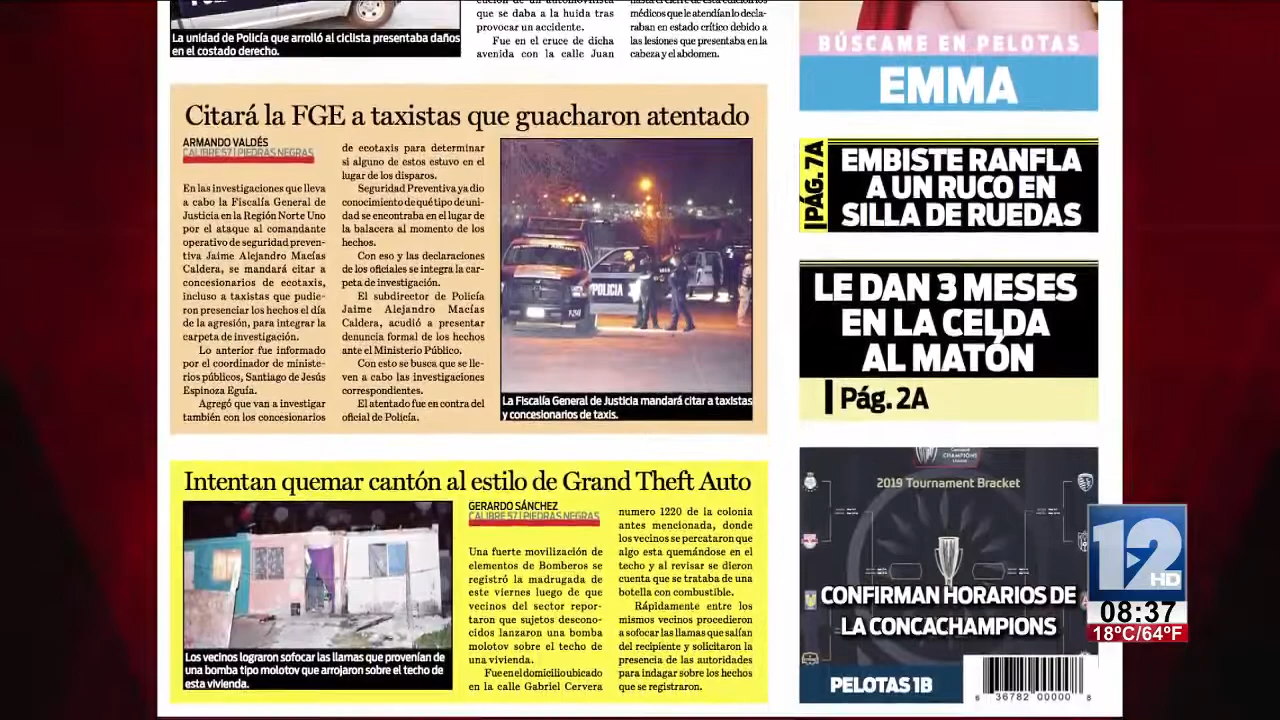 La unidad de Policía que arrolló al ciclista presentaba daños
en el costado derecho.
que se daba a la huida tras
provocar un accidente.
Fue en el cruce de dicha
avenida con la calle Juan
médicos que le atendían lo decla-
raban en estado crítico debido a
las lesiones que presentaba en la
cabeza y el abdomen.
Citará la FGE a taxistas que guacharon atentado
ARMANDO VALDÉS
CALIBRE 57 | PIEDRAS NEGRAS
En las investigaciones que lleva
a cabo la Fiscalía General de
Justicia en la Región Norte Uno
por el ataque al comandante
operativo de seguridad preven-
tiva Jaime Alejandro Macías
Caldera, se mandará citar a
concesionarios de ecotaxis,
incluso a taxistas que pudie-
ron presenciar los hechos el día
de la agresión, para integrar la
carpeta de investigación.
Lo anterior fue informado
por el coordinador de ministe-
rios públicos, Santiago de Jesús
Espinoza Eguía.
Agregó que van a investigar
también con los concesionarios
de ecotaxis para determinar
si alguno de estos estuvo en el
lugar de los disparos.
Seguridad Preventiva ya dio
conocimiento de qué tipo de uni-
dad se encontraba en el lugar de
la balacera al momento de los
hechos.
Con eso y las declaraciones
de los oficiales se integra la car-
peta de investigación.
El subdirector de Policía
Jaime Alejandro Macías
Caldera, acudió a presentar
denuncia formal de los hechos
ante el Ministerio Público.
Con esto se busca que se lle-
ven a cabo las investigaciones
correspondientes.
El atentado fue en contra del
oficial de Policía.
POLICIA
La Fiscalía General de Justicia mandará citar a taxistas
y concesionarios de taxis.
Intentan quemar cantón al estilo de Grand Theft Auto
Los vecinos lograron sofocar las llamas que provenían de
una bomba tipo molotov que arrojaron sobre el techo de
esta vivienda.
GERARDO SÁNCHEZ
CALIBRE 57 | PIEDRAS NEGRAS
Una fuerte movilización de
elementos de Bomberos se
registró la madrugada de
este viernes luego de que
vecinos del sector repor-
taron que sujetos descono-
cidos lanzaron una bomba
molotov sobre el techo de
una vivienda.
Fue en el domicilio ubicado
en la calle Gabriel Cervera
numero 1220 de la colonia
antes mencionada, donde
los vecinos se percataron que
algo esta quemándose en el
techo y al revisar se dieron
cuenta que se trataba de una
botella con combustible.
Rápidamente entre los
mismos vecinos procedieron
a sofocar las llamas que salían
del recipiente y solicitaron la
presencia de las autoridades
para indagar sobre los hechos
que se registraron.
BÚSCAME EN PELOTAS
EMMA
PÁG. 7A
EMBISTE RANFLA
A UN RUCO EN
SILLA DE RUEDAS
LE DAN 3 MESES
EN LA CELDA
AL MATÓN
Pág. 2A
CHAMPIONS
2019 Tournament Bracket
CONFIRMAN HORARIOS DE
LA CONCACHAMPIONS
PELOTAS 1B
6 36782 00000 8
12
HD
08:37
18°C/64°F